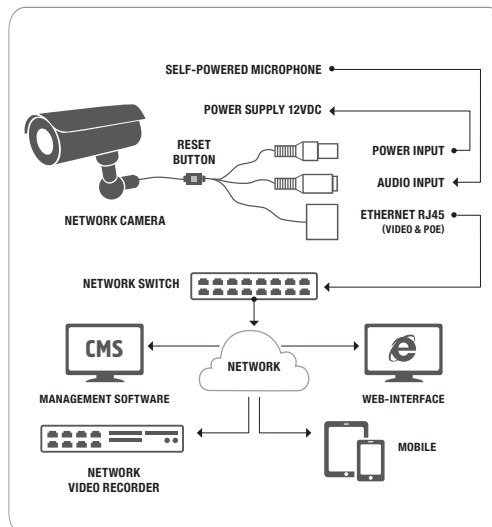 SELF-POWERED MICROPHONE
POWER SUPPLY 12VDC
RESET
BUTTON
POWER INPUT
AUDIO INPUT
NETWORK CAMERA
ETHERNET RJ45
(VIDEO & POE)
NETWORK SWITCH
CMS
NETWORK
MANAGEMENT SOFTWARE
WEB-INTERFACE
MOBILE
NETWORK
VIDEO RECORDER